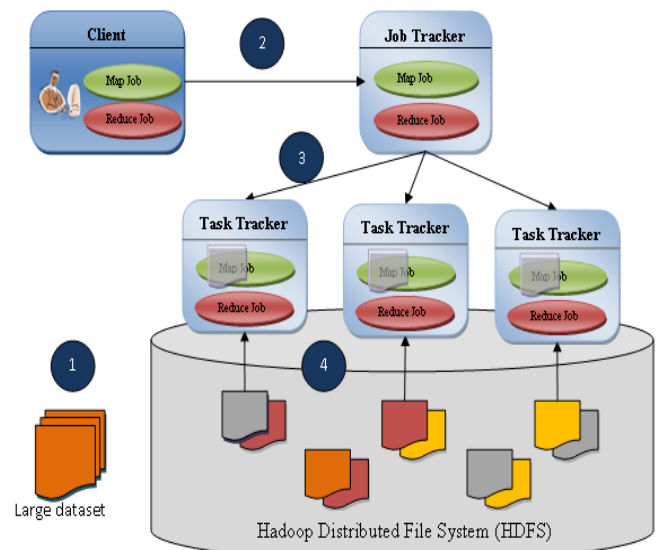 Client
Map Job
Reduce Job
2
Job Tracker
Map Job
Reduce Job
3
Task Tracker
Map Job
Reduce Job
Task Tracker
Map Job
Reduce Job
Task Tracker
Map Job
Reduce Job
1
4
Large dataset
Hadoop Distributed File System (HDFS)